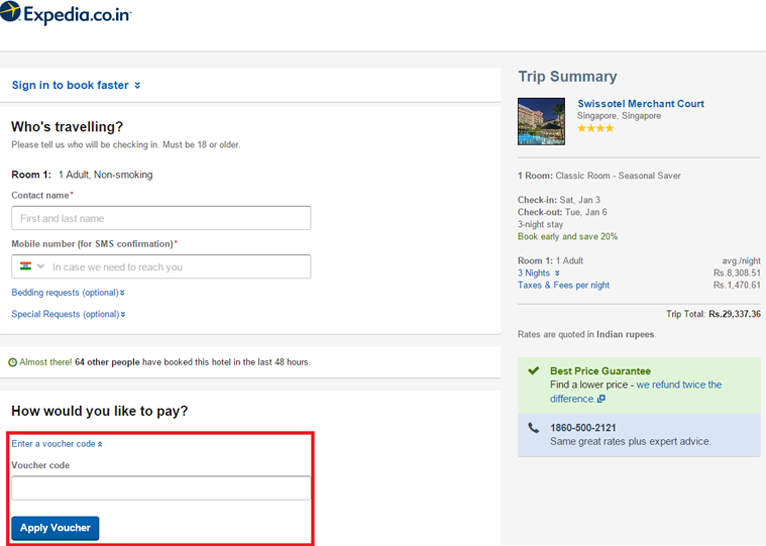 Expedia.co.in
Sign in to book faster
Who's travelling?
Please tell us who will be checking in. Must be 18 or older.
Room 1: 1 Adult, Non-smoking
Contact name*
First and last name
Mobile number (for SMS confirmation)*
In case we need to reach you
Bedding requests (optional)
Special Requests (optional)
Almost there! 64 other people have booked this hotel in the last 48 hours.
How would you like to pay?
Enter a voucher code
Voucher code
Apply Voucher
Trip Summary
Swissotel Merchant Court
Singapore, Singapore
1 Room: Classic Room - Seasonal Saver
Check-in: Sat, Jan 3
Check-out: Tue, Jan 6
3-night stay
Book early and save 20%
Room 1: 1 Adult avg./night
3 Nights Rs.8,308.51
Taxes & Fees per night Rs.1,470.61
Trip Total: Rs.29,337.36
Rates are quoted in Indian rupees.
Best Price Guarantee
Find a lower price - we refund twice the
difference.
1860-500-2121
Same great rates plus expert advice.